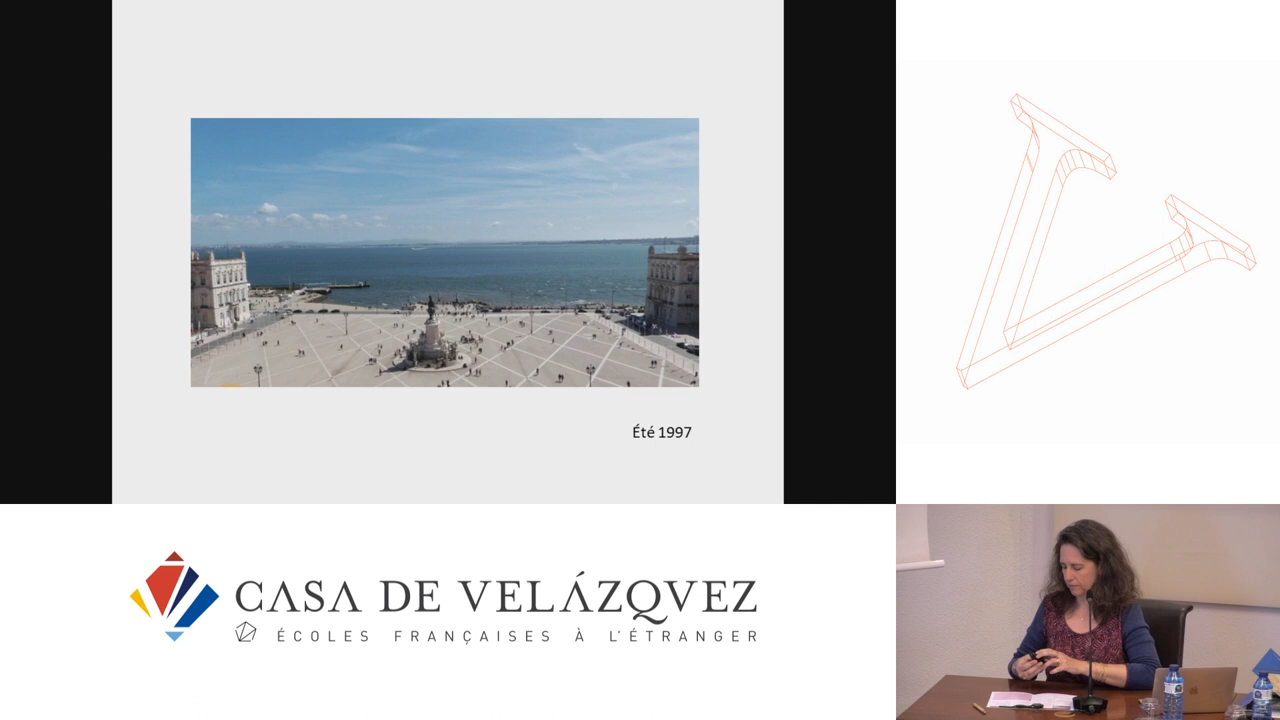 Été 1997
CASA DE VELÁZQVEZ
ÉCOLES FRANÇAISES À L'ÉTRANGER